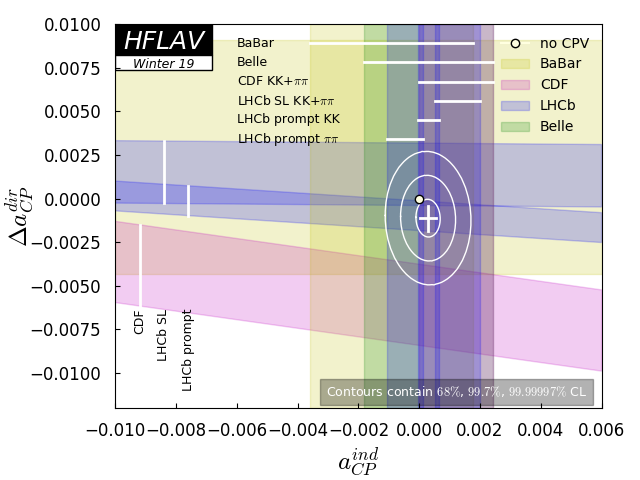 HFLAV
Winter 19
BaBar
Belle
CDF KK+ππ
LHCb SL KK+ππ
LHCb prompt KK
LHCb prompt ππ
no CPV
BaBar
CDF
LHCb
Belle
0.0100
0.0075
0.0050
0.0025
0.0000
−0.0025
−0.0050
−0.0075
−0.0100
Δa_{CP}^{dir}
CDF
LHCb SL
LHCb prompt
Contours contain 68%, 99.7%, 99.99997% CL
−0.010 −0.008 −0.006 −0.004 −0.002 0.000 0.002 0.004 0.006
a_{CP}^{ind}